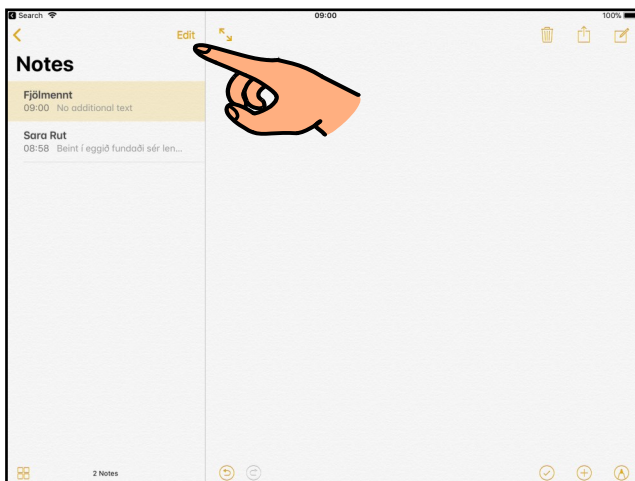 Search
09:00
100%
Edit
Notes
Fjölmennt
09:00 No additional text
Sara Rut
08:58 Beint í eggið fundaði sér len...
2 Notes